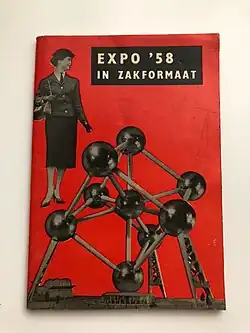 EXPO '58
IN ZAKFORMAAT